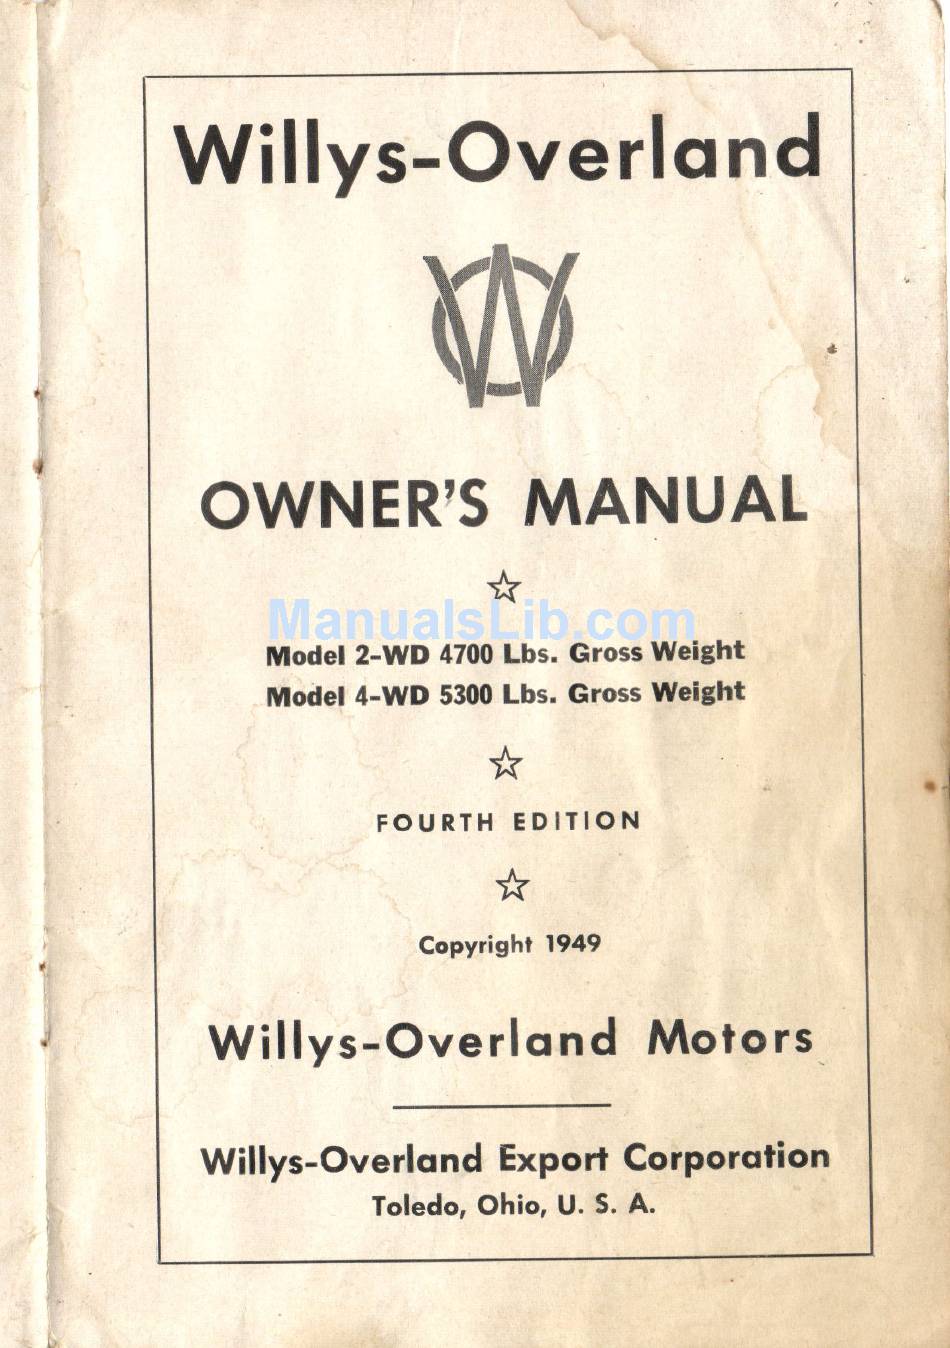 Willys-Overland
WO
OWNER'S MANUAL
ManualsLib.com
Model 2-WD 4700 Lbs. Gross Weight
Model 4-WD 5300 Lbs. Gross Weight
FOURTH EDITION
Copyright 1949
Willys-Overland Motors
Willys-Overland Export Corporation
Toledo, Ohio, U. S. A.